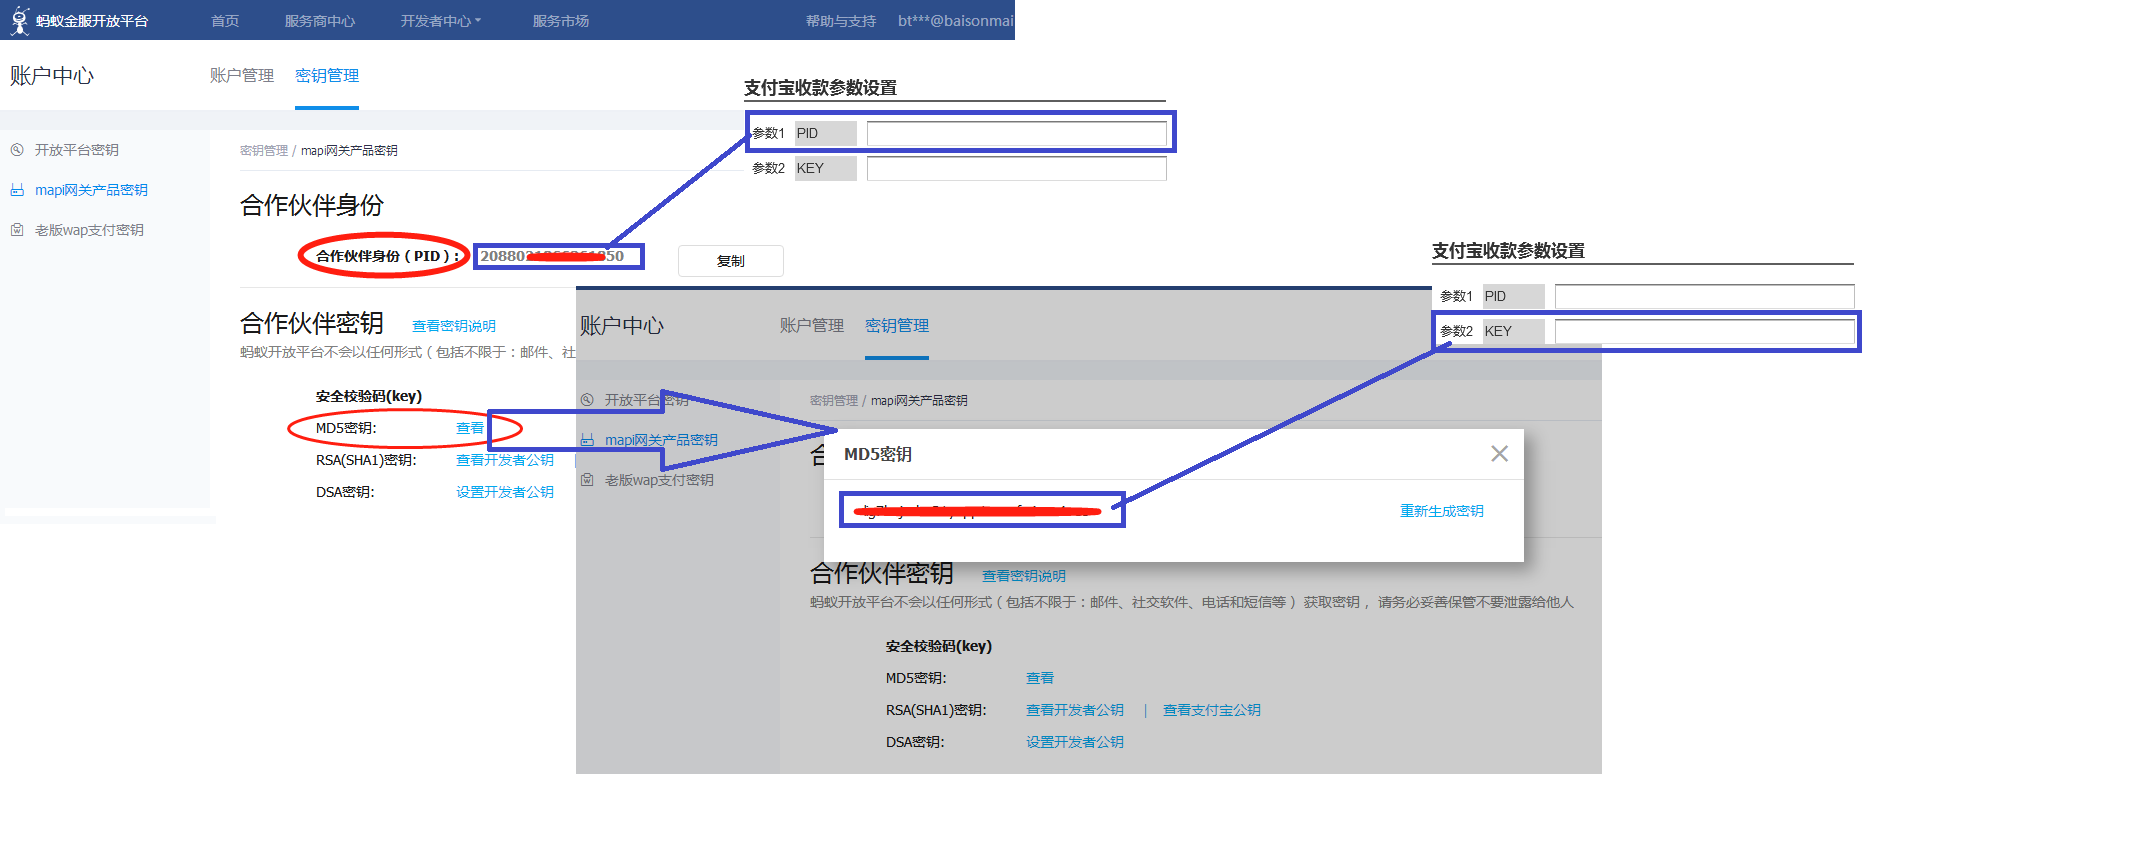 蚂蚁金服开放平台
首页
服务商中心
开发者中心
服务市场
帮助与支持
bt***@baisonmai
账户中心
账户管理
密钥管理
开放平台密钥
mapi网关产品密钥
老版wap支付密钥
密钥管理 / mapi网关产品密钥
合作伙伴身份
合作伙伴身份（PID）:
复制
合作伙伴密钥
查看密钥说明
蚂蚁开放平台不会以任何形式（包括不限于：邮件、社
安全校验码(key)
MD5密钥:
查看
RSA(SHA1)密钥:
查看开发者公钥
DSA密钥:
设置开发者公钥
支付宝收款参数设置
参数1
PID
参数2
KEY
支付宝收款参数设置
参数1
PID
参数2
KEY
账户中心
账户管理
密钥管理
开放平台密钥
mapi网关产品密钥
老版wap支付密钥
密钥管理 / mapi网关产品密钥
MD5密钥
重新生成密钥
合作伙伴密钥
查看密钥说明
蚂蚁开放平台不会以任何形式（包括不限于：邮件、社交软件、电话和短信等）获取密钥，请务必妥善保管不要泄露给他人
安全校验码(key)
MD5密钥:
查看
RSA(SHA1)密钥:
查看开发者公钥 | 查看支付宝公钥
DSA密钥:
设置开发者公钥